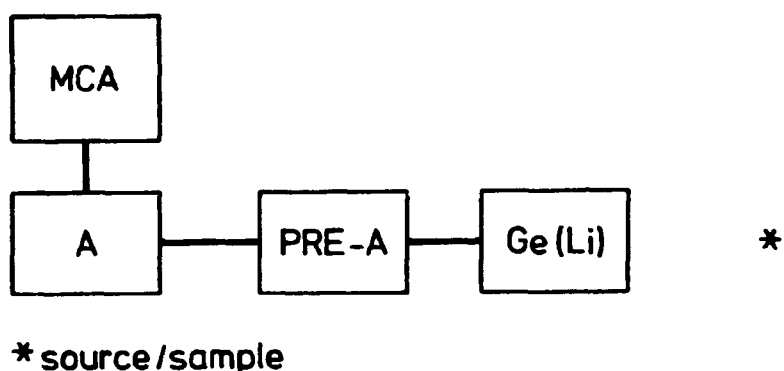 MCA
A
PRE-A
Ge(Li)
*
* source/sample